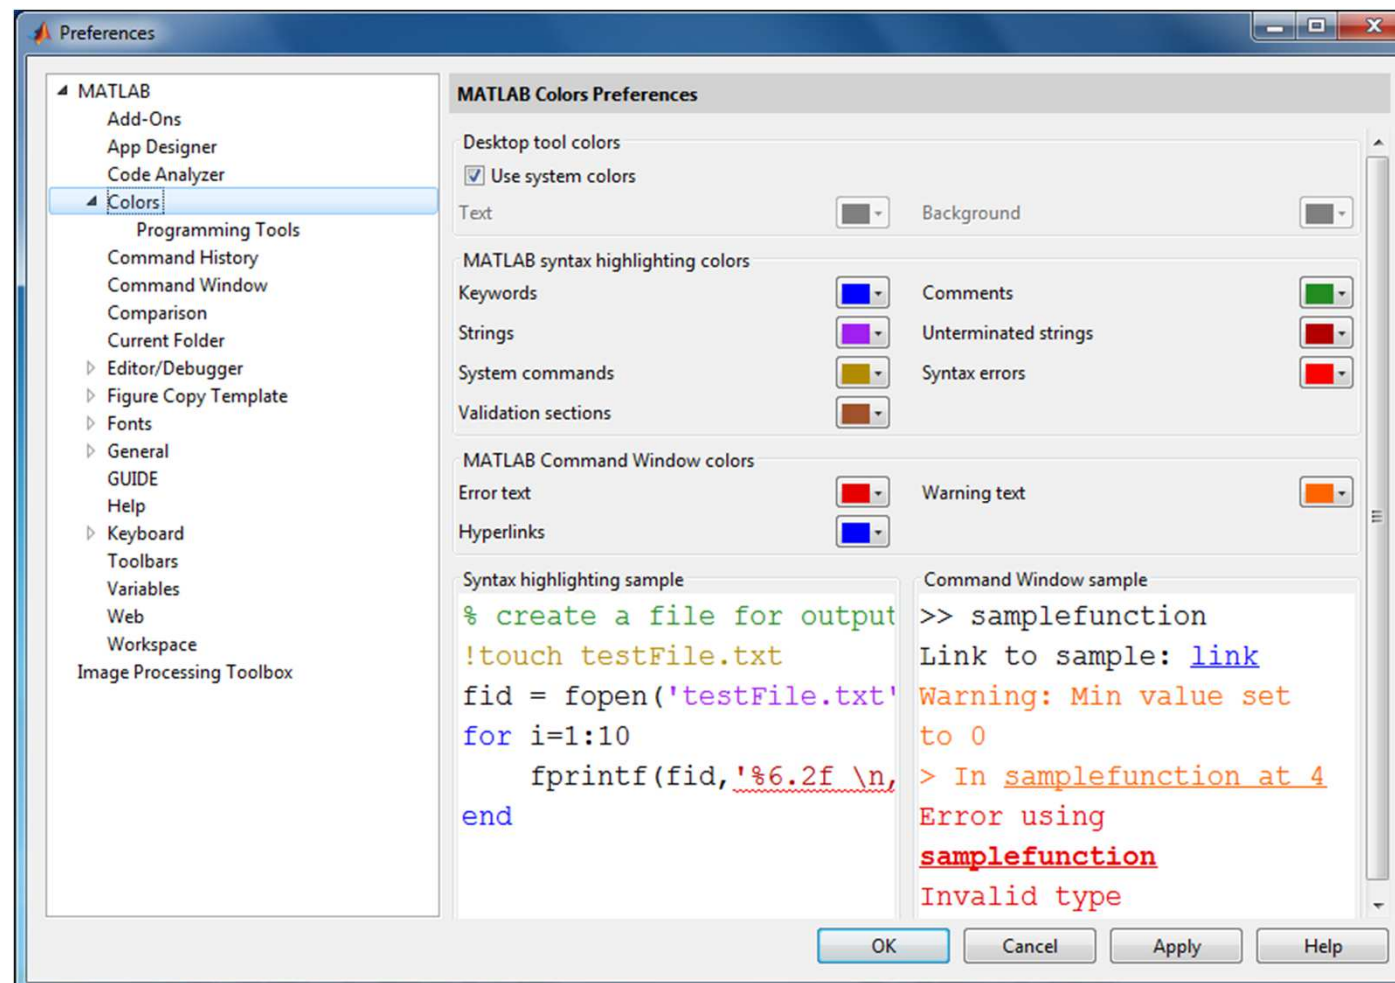 Preferences
MATLAB
Add-Ons
App Designer
Code Analyzer
Colors
Programming Tools
Command History
Command Window
Comparison
Current Folder
Editor/Debugger
Figure Copy Template
Fonts
General
GUIDE
Help
Keyboard
Toolbars
Variables
Web
Workspace
Image Processing Toolbox
MATLAB Colors Preferences
Desktop tool colors
Use system colors
Text Background
MATLAB syntax highlighting colors
Keywords Comments
Strings Unterminated strings
System commands Syntax errors
Validation sections
MATLAB Command Window colors
Error text Warning text
Hyperlinks
Syntax highlighting sample
% create a file for output
!touch testFile.txt
fid = fopen('testFile.txt'
for i=1:10
fprintf(fid,'%6.2f \n,
end
Command Window sample
>> samplefunction
Link to sample: link
Warning: Min value set
to 0
> In samplefunction at 4
Error using
samplefunction
Invalid type
OK Cancel Apply Help